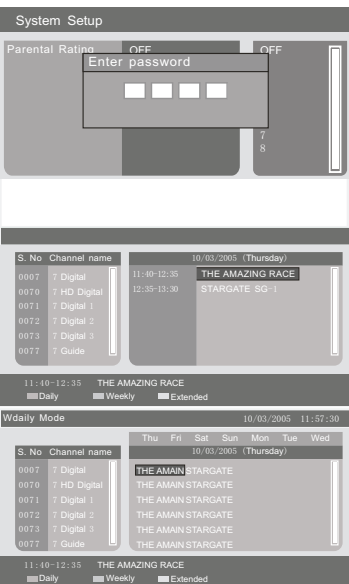 System Setup
Parental Rating OFF OFF
Enter password
7
8
S. No Channel name 10/03/2005 (Thursday)
0007 7 Digital 11:40-12:35 THE AMAZING RACE
0070 7 HD Digital 12:35-13:30 STARGATE SG-1
0071 7 Digital 1
0072 7 Digital 2
0073 7 Digital 3
0077 7 Guide
11:40-12:35 THE AMAZING RACE
Daily Weekly Extended
Wdaily Mode 10/03/2005 11:57:30
Thu Fri Sat Sun Mon Tue Wed
S. No Channel name 10/03/2005 (Thursday)
0007 7 Digital THE AMAIN STARGATE
0070 7 HD Digital THE AMAIN STARGATE
0071 7 Digital 1 THE AMAIN STARGATE
0072 7 Digital 2 THE AMAIN STARGATE
0073 7 Digital 3 THE AMAIN STARGATE
0077 7 Guide THE AMAIN STARGATE
11:40-12:35 THE AMAZING RACE
Daily Weekly Extended